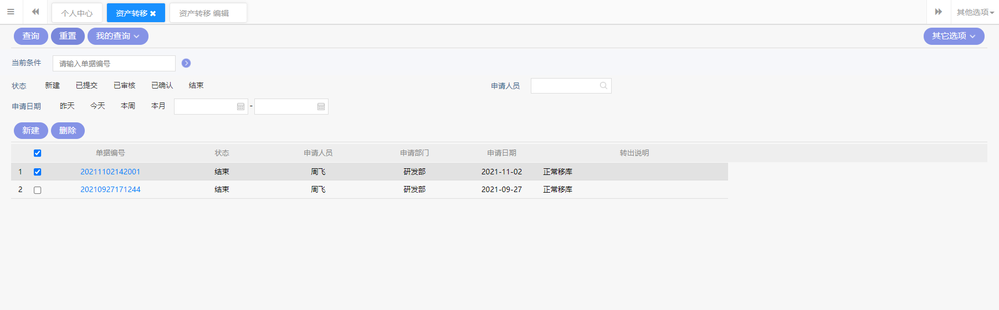 个人中心 资产转移 资产转移 编辑 其他选项
查询 重置 我的查询 其它选项
当前条件 请输入单据编号
状态 新建 已提交 已审核 已确认 结束 申请人员
申请日期 昨天 今天 本周 本月 -
新建 删除
单据编号 状态 申请人员 申请部门 申请日期 转出说明
1 20211102142001 结束 周飞 研发部 2021-11-02 正常移库
2 20210927171244 结束 周飞 研发部 2021-09-27 正常移库